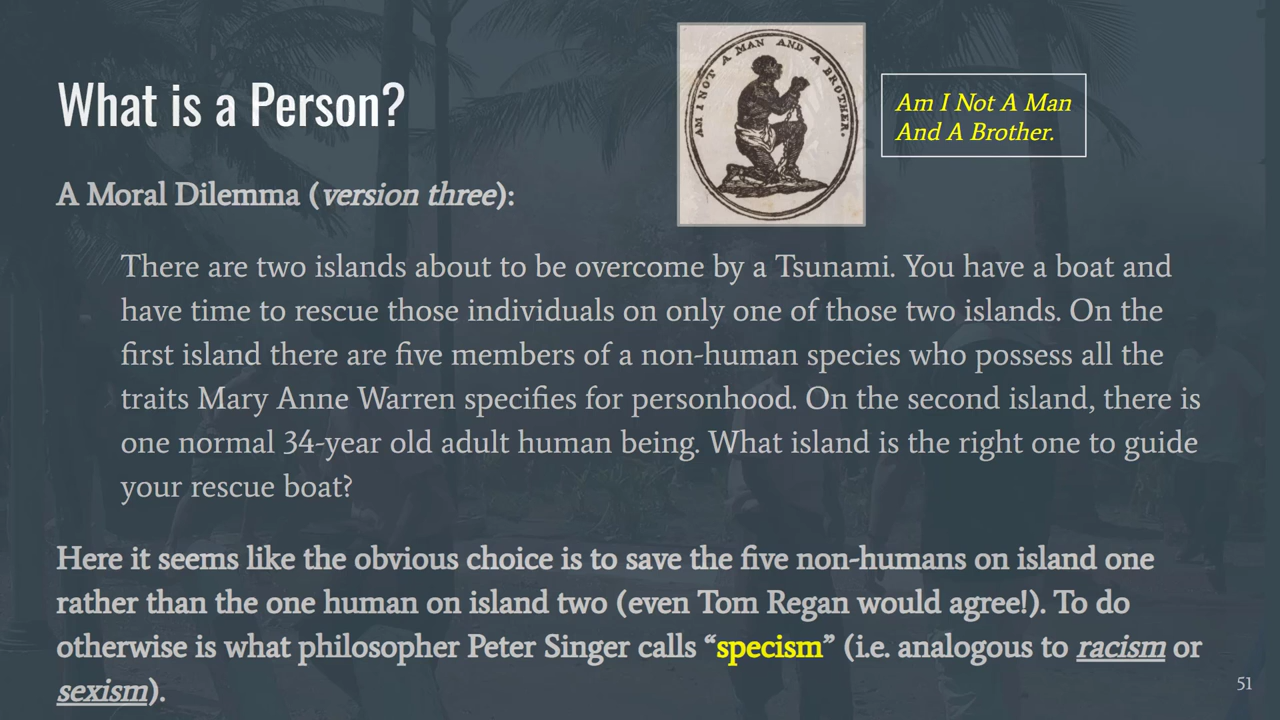 What is a Person?
AM I NOT A MAN AND A BROTHER.
Am I Not A Man
And A Brother.
A Moral Dilemma (version three):
There are two islands about to be overcome by a Tsunami. You have a boat and
have time to rescue those individuals on only one of those two islands. On the
first island there are five members of a non-human species who possess all the
traits Mary Anne Warren specifies for personhood. On the second island, there is
one normal 34-year old adult human being. What island is the right one to guide
your rescue boat?
Here it seems like the obvious choice is to save the five non-humans on island one
rather than the one human on island two (even Tom Regan would agree!). To do
otherwise is what philosopher Peter Singer calls “specism” (i.e. analogous to racism or
sexism).
51